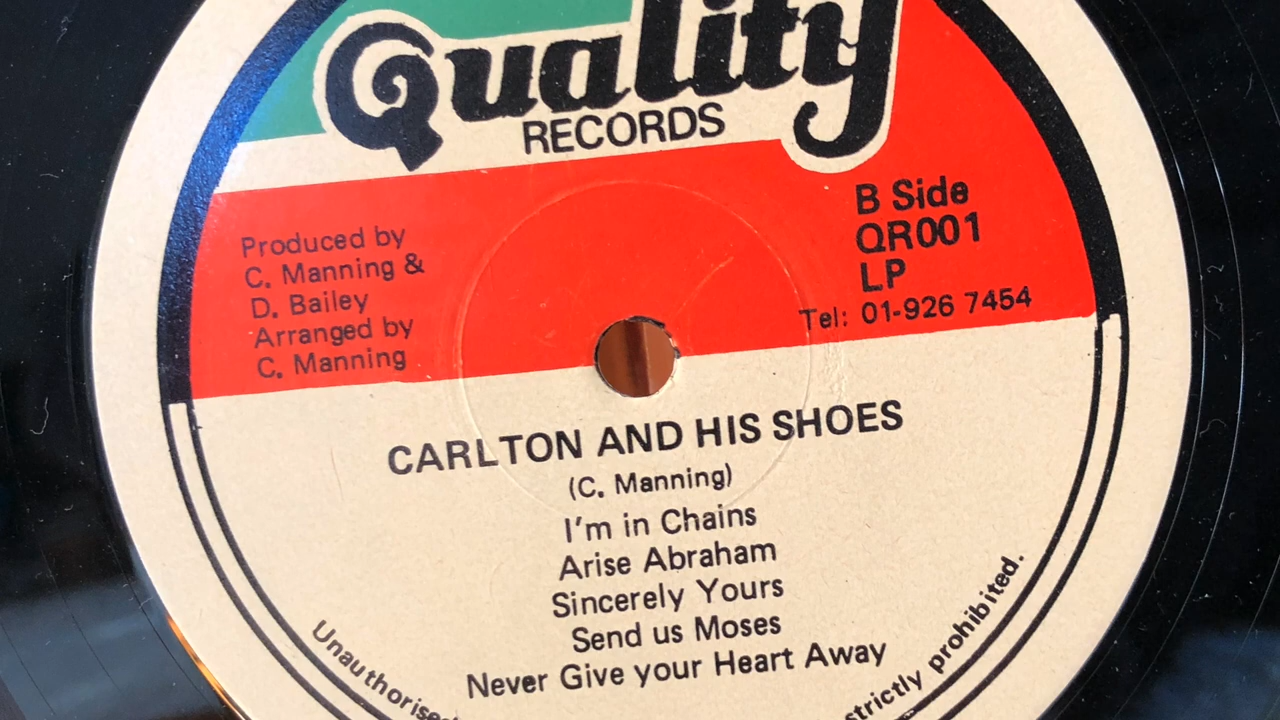 Quality
RECORDS
B Side
QR001
LP
Tel: 01-926 7454
Produced by
C. Manning &
D. Bailey
Arranged by
C. Manning
CARLTON AND HIS SHOES
(C. Manning)
I'm in Chains
Arise Abraham
Sincerely Yours
Send us Moses
Never Give your Heart Away
Unauthorised
strictly prohibited.